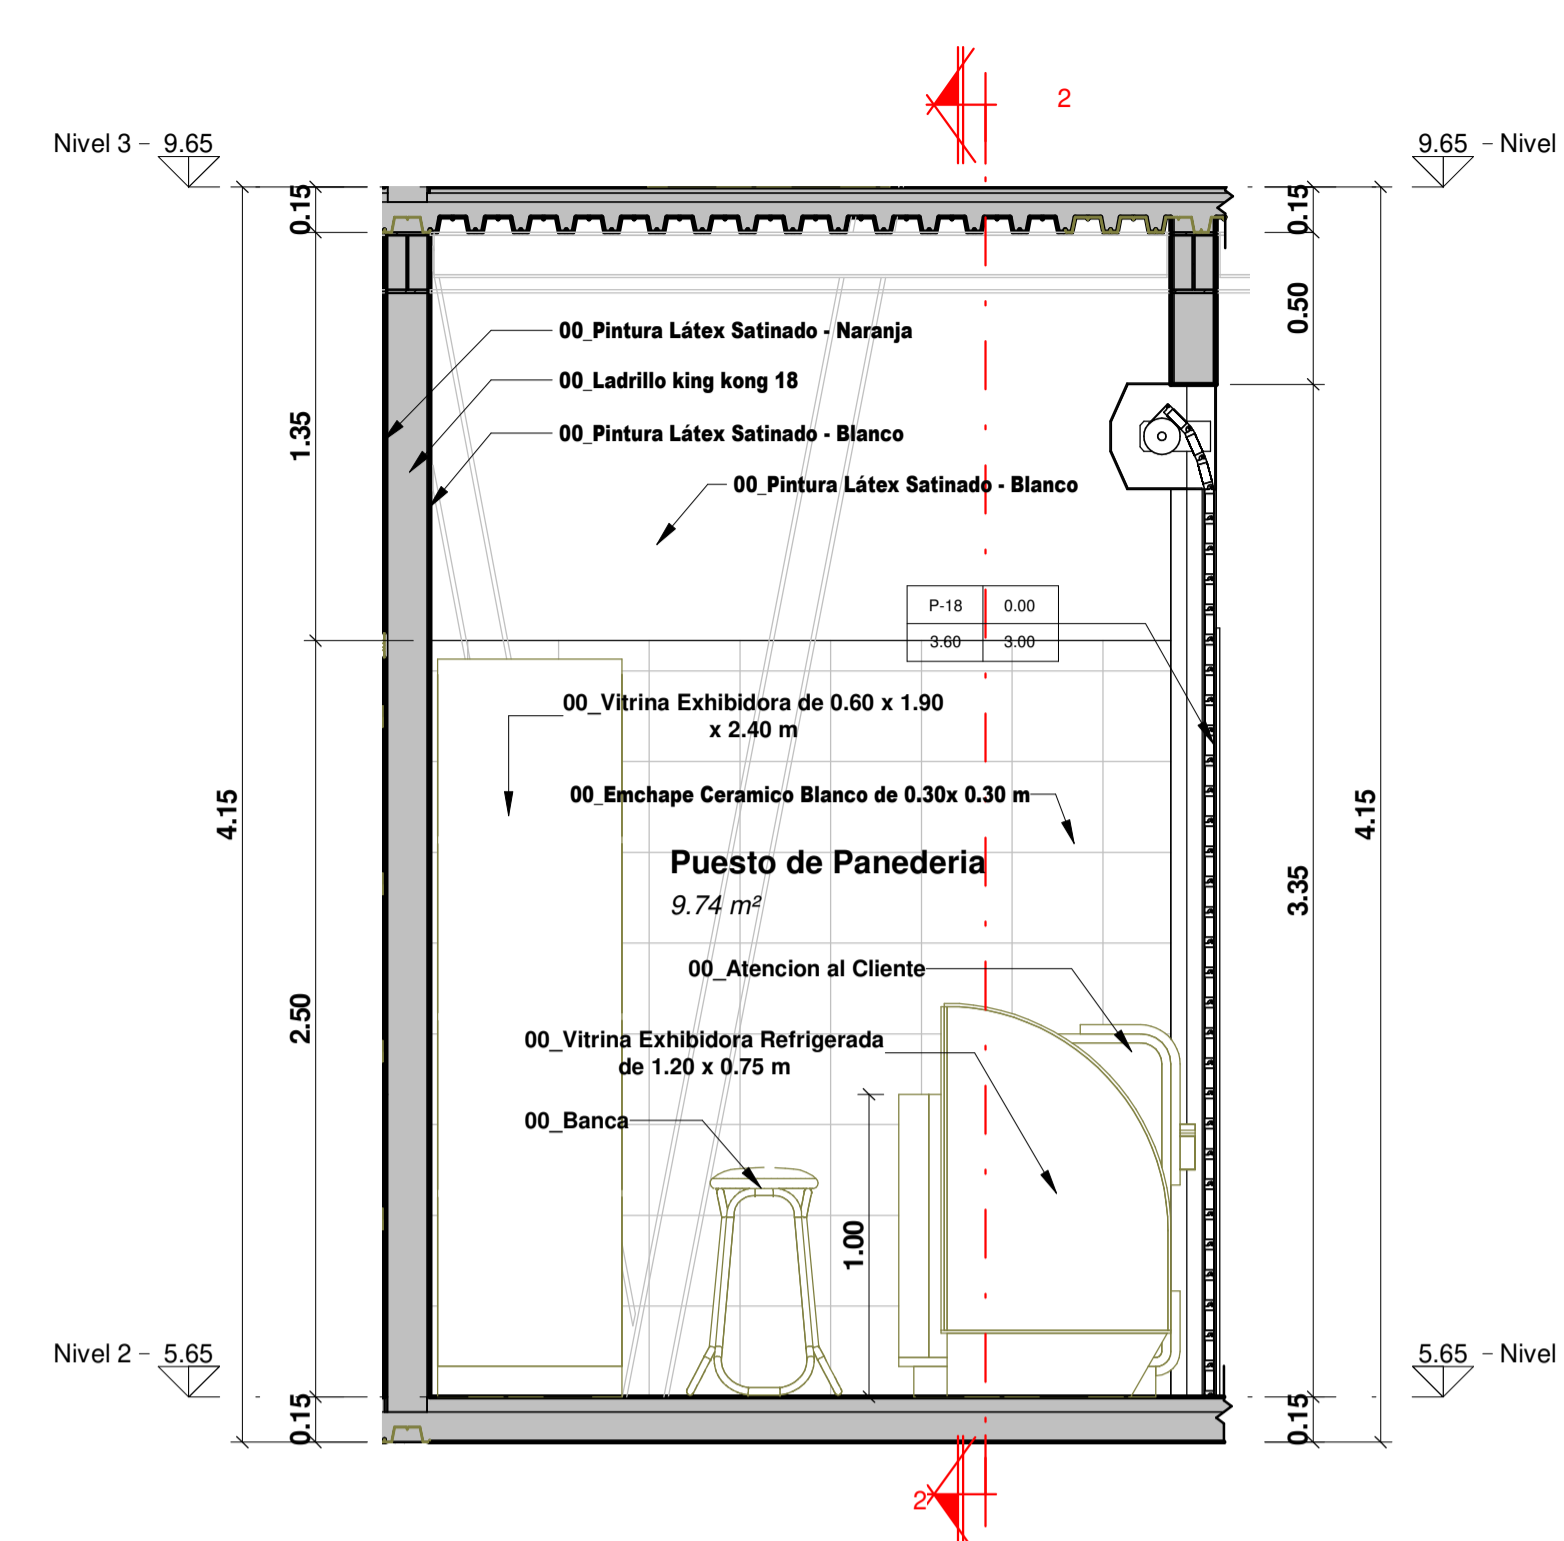 2
Nivel 3 - 9.65
9.65 - Nivel
0.15
0.15
0.50
00_Pintura Látex Satinado - Naranja
00_Ladrillo king kong 18
1.35
00_Pintura Látex Satinado - Blanco
00_Pintura Látex Satinado - Blanco
P-18 0.00
3.60 3.00
00_Vitrina Exhibidora de 0.60 x 1.90
x 2.40 m
00_Emchape Ceramico Blanco de 0.30x 0.30 m
4.15
4.15
Puesto de Panederia
9.74 m²
3.35
00_Atencion al Cliente
2.50
00_Vitrina Exhibidora Refrigerada
de 1.20 x 0.75 m
00_Banca
1.00
Nivel 2 - 5.65
5.65 - Nivel
0.15
0.15
2